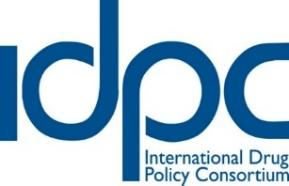 idpc
International Drug
Policy Consortium